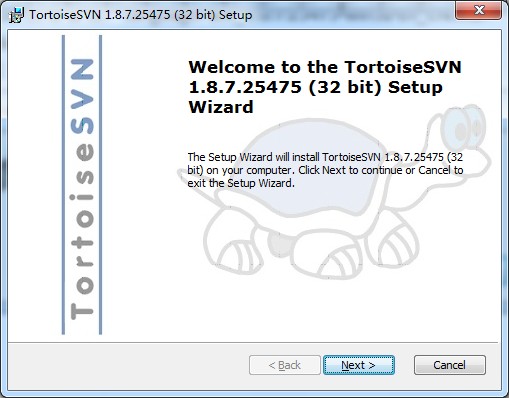 TortoiseSVN 1.8.7.25475 (32 bit) Setup
TortoiseSVN
Welcome to the TortoiseSVN
1.8.7.25475 (32 bit) Setup
Wizard
The Setup Wizard will install TortoiseSVN 1.8.7.25475 (32
bit) on your computer. Click Next to continue or Cancel to
exit the Setup Wizard.
< Back
Next >
Cancel